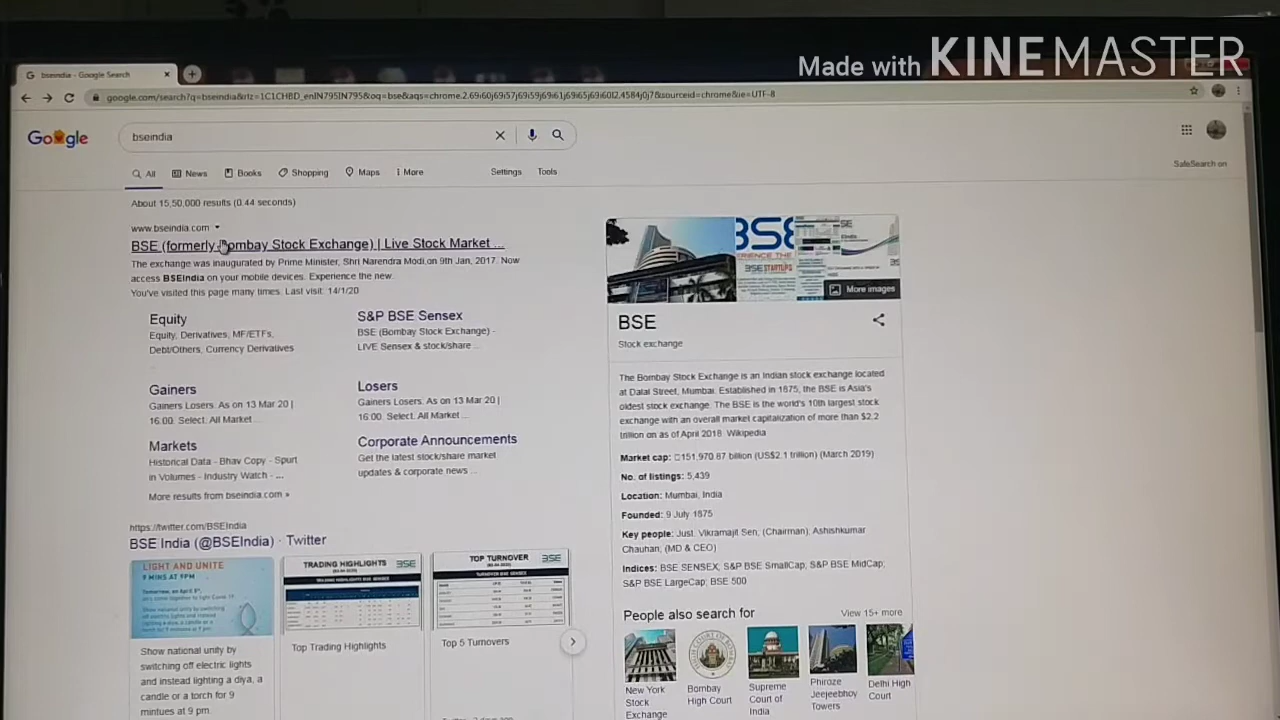 Made with KINEMASTER
bseindia - Google Search
google.com/search?q=bseindia&rlz=1C1CHBD_enIN795IN795&oq=bse&aqs=chrome.2.69i60j69i57j69i59j69i61j69i65j69i60l2.4584j0j7&sourceid=chrome&ie=UTF-8
Google
bseindia
All News Books Shopping Maps More Settings Tools
SafeSearch on
About 15,50,000 results (0.44 seconds)
www.bseindia.com
BSE (formerly Bombay Stock Exchange) | Live Stock Market ...
The exchange was inaugurated by Prime Minister, Shri Narendra Modi,on 9th Jan, 2017. Now
access BSEIndia on your mobile devices. Experience the new.
You've visited this page many times. Last visit: 14/1/20
Equity
Equity, Derivatives, MF/ETFs,
Debt/Others, Currency Derivatives
S&P BSE Sensex
BSE (Bombay Stock Exchange) -
LIVE Sensex & stock/share ...
Gainers
Gainers Losers. As on 13 Mar 20 |
16:00. Select: All Market ...
Losers
Gainers Losers. As on 13 Mar 20 |
16:00. Select: All Market ...
Markets
Historical Data - Bhav Copy - Spurt
in Volumes - Industry Watch - ...
Corporate Announcements
Get the latest stock/share market
updates & corporate news ...
More results from bseindia.com »
https://twitter.com/BSEIndia
BSE India (@BSEIndia) · Twitter
LIGHT AND UNITE
9 MINS AT 9PM
Show national unity by
switching off electric lights
and instead lighting a diya, a
candle or a torch for 9
mintues at 9 pm.
TRADING HIGHLIGHTS
BSE
Top Trading Highlights
TOP TURNOVER
BSE
Top 5 Turnovers
BSE
More images
BSE
Stock exchange
The Bombay Stock Exchange is an Indian stock exchange located
at Dalal Street, Mumbai. Established in 1875, the BSE is Asia's
oldest stock exchange. The BSE is the world's 10th largest stock
exchange with an overall market capitalization of more than $2.2
trillion on as of April 2018. Wikipedia
Market cap: 151,970.87 billion (US$2.1 trillion) (March 2019)
No. of listings: 5,439
Location: Mumbai, India
Founded: 9 July 1875
Key people: Just. Vikramajit Sen; (Chairman); Ashishkumar
Chauhan; (MD & CEO)
Indices: BSE SENSEX; S&P BSE SmallCap; S&P BSE MidCap;
S&P BSE LargeCap; BSE 500
People also search for
View 15+ more
New York
Stock
Exchange
Bombay
High Court
Supreme
Court of
India
Phiroze
Jeejeebhoy
Towers
Delhi High
Court